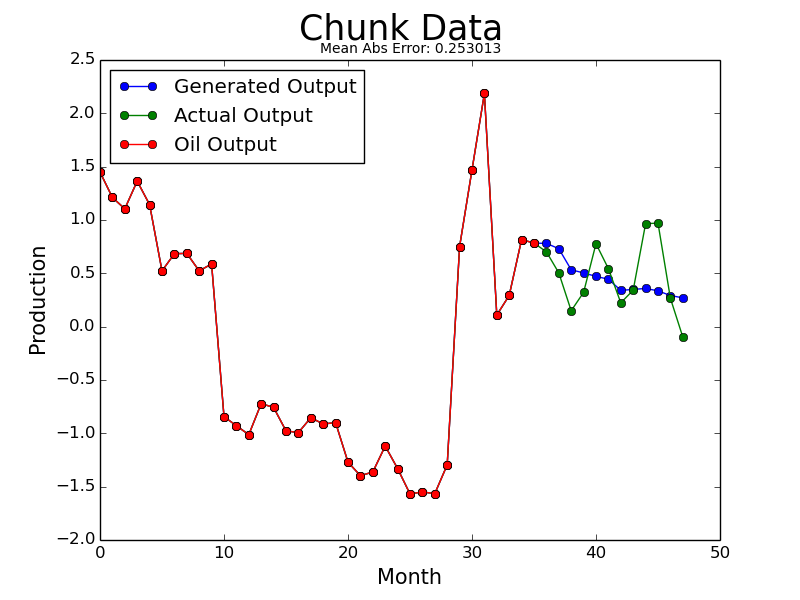 Chunk Data
Mean Abs Error: 0.253013
Generated Output
Actual Output
Oil Output
2.5
2.0
1.5
1.0
0.5
0.0
−0.5
−1.0
−1.5
−2.0
Production
0 10 20 30 40 50
Month